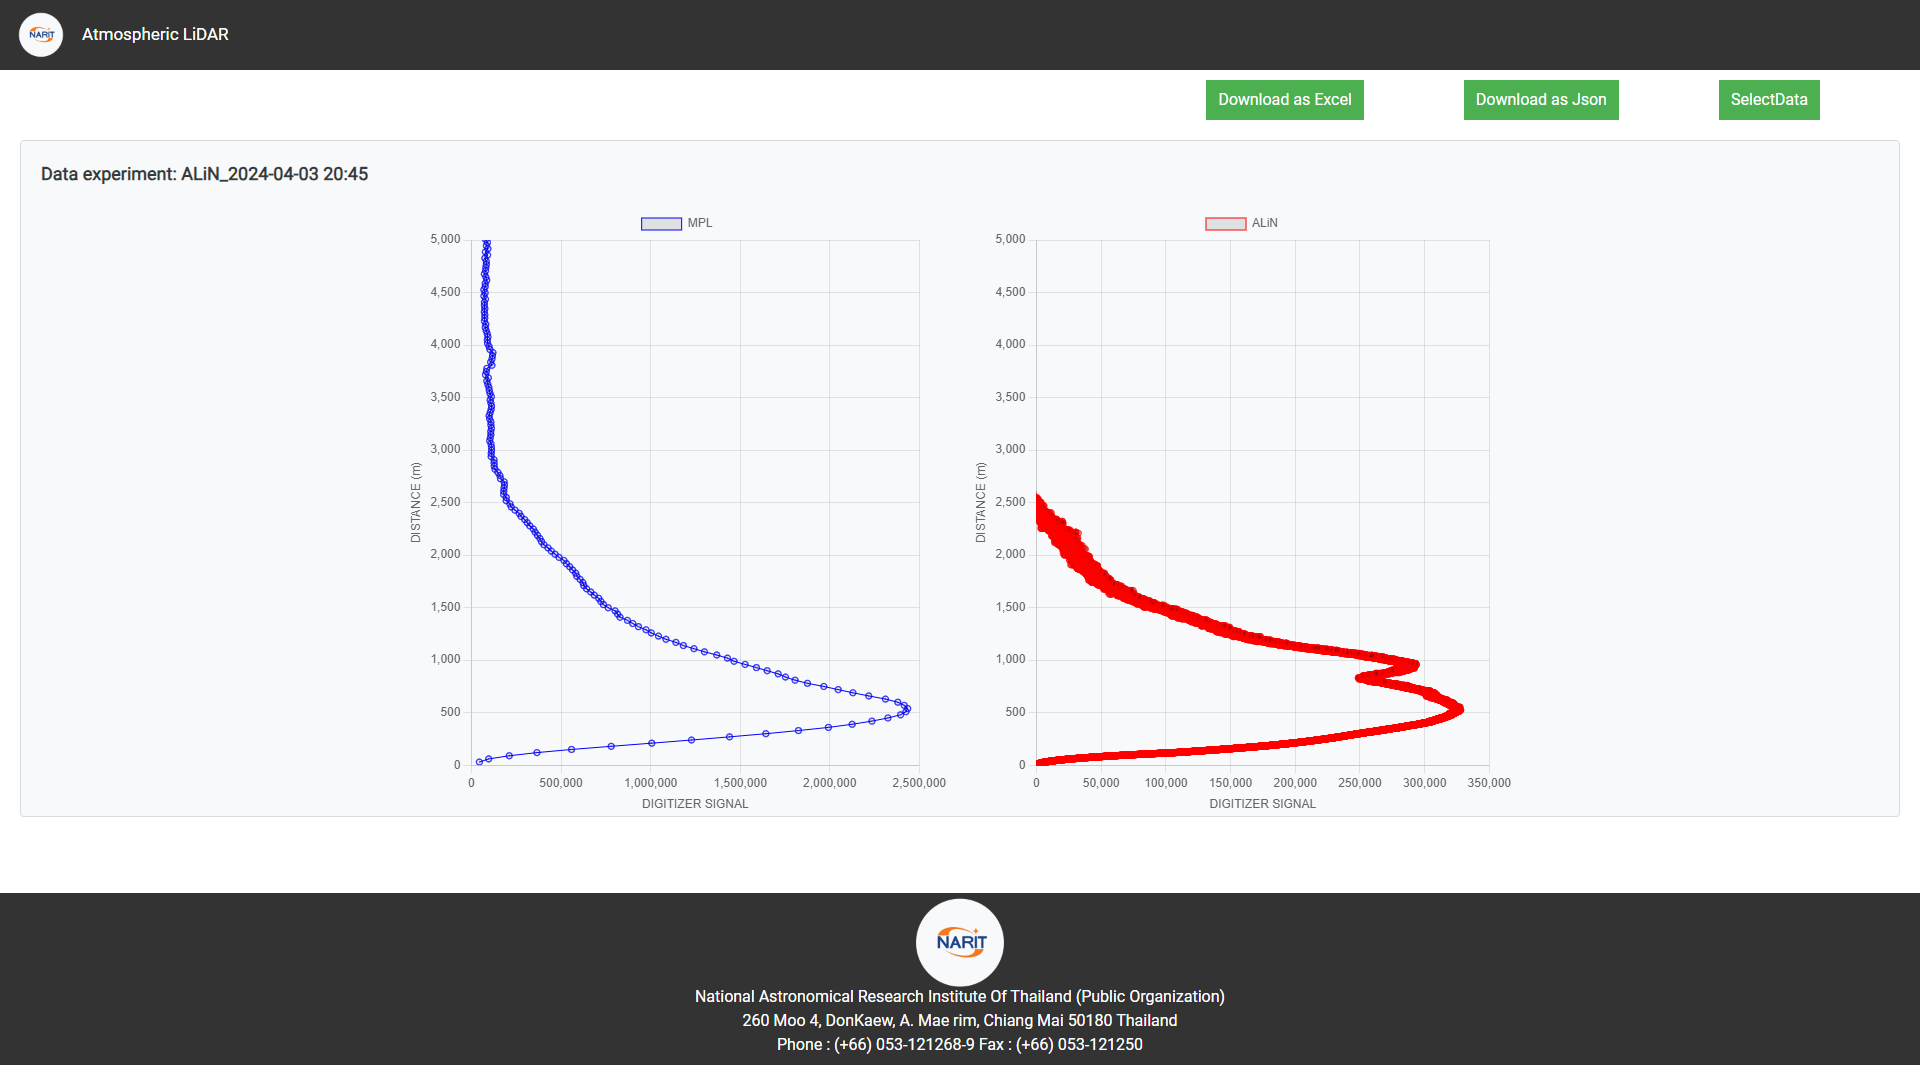 NARIT
Atmospheric LiDAR
Download as Excel
Download as Json
SelectData
Data experiment: ALiN_2024-04-03 20:45
MPL
5,000
4,500
4,000
3,500
3,000
2,500
2,000
1,500
1,000
500
0
DISTANCE (m)
0
500,000
1,000,000
1,500,000
2,000,000
2,500,000
DIGITIZER SIGNAL
ALiN
5,000
4,500
4,000
3,500
3,000
2,500
2,000
1,500
1,000
500
0
DISTANCE (m)
0
50,000
100,000
150,000
200,000
250,000
300,000
350,000
DIGITIZER SIGNAL
NARIT
National Astronomical Research Institute Of Thailand (Public Organization)
260 Moo 4, DonKaew, A. Mae rim, Chiang Mai 50180 Thailand
Phone : (+66) 053-121268-9 Fax : (+66) 053-121250